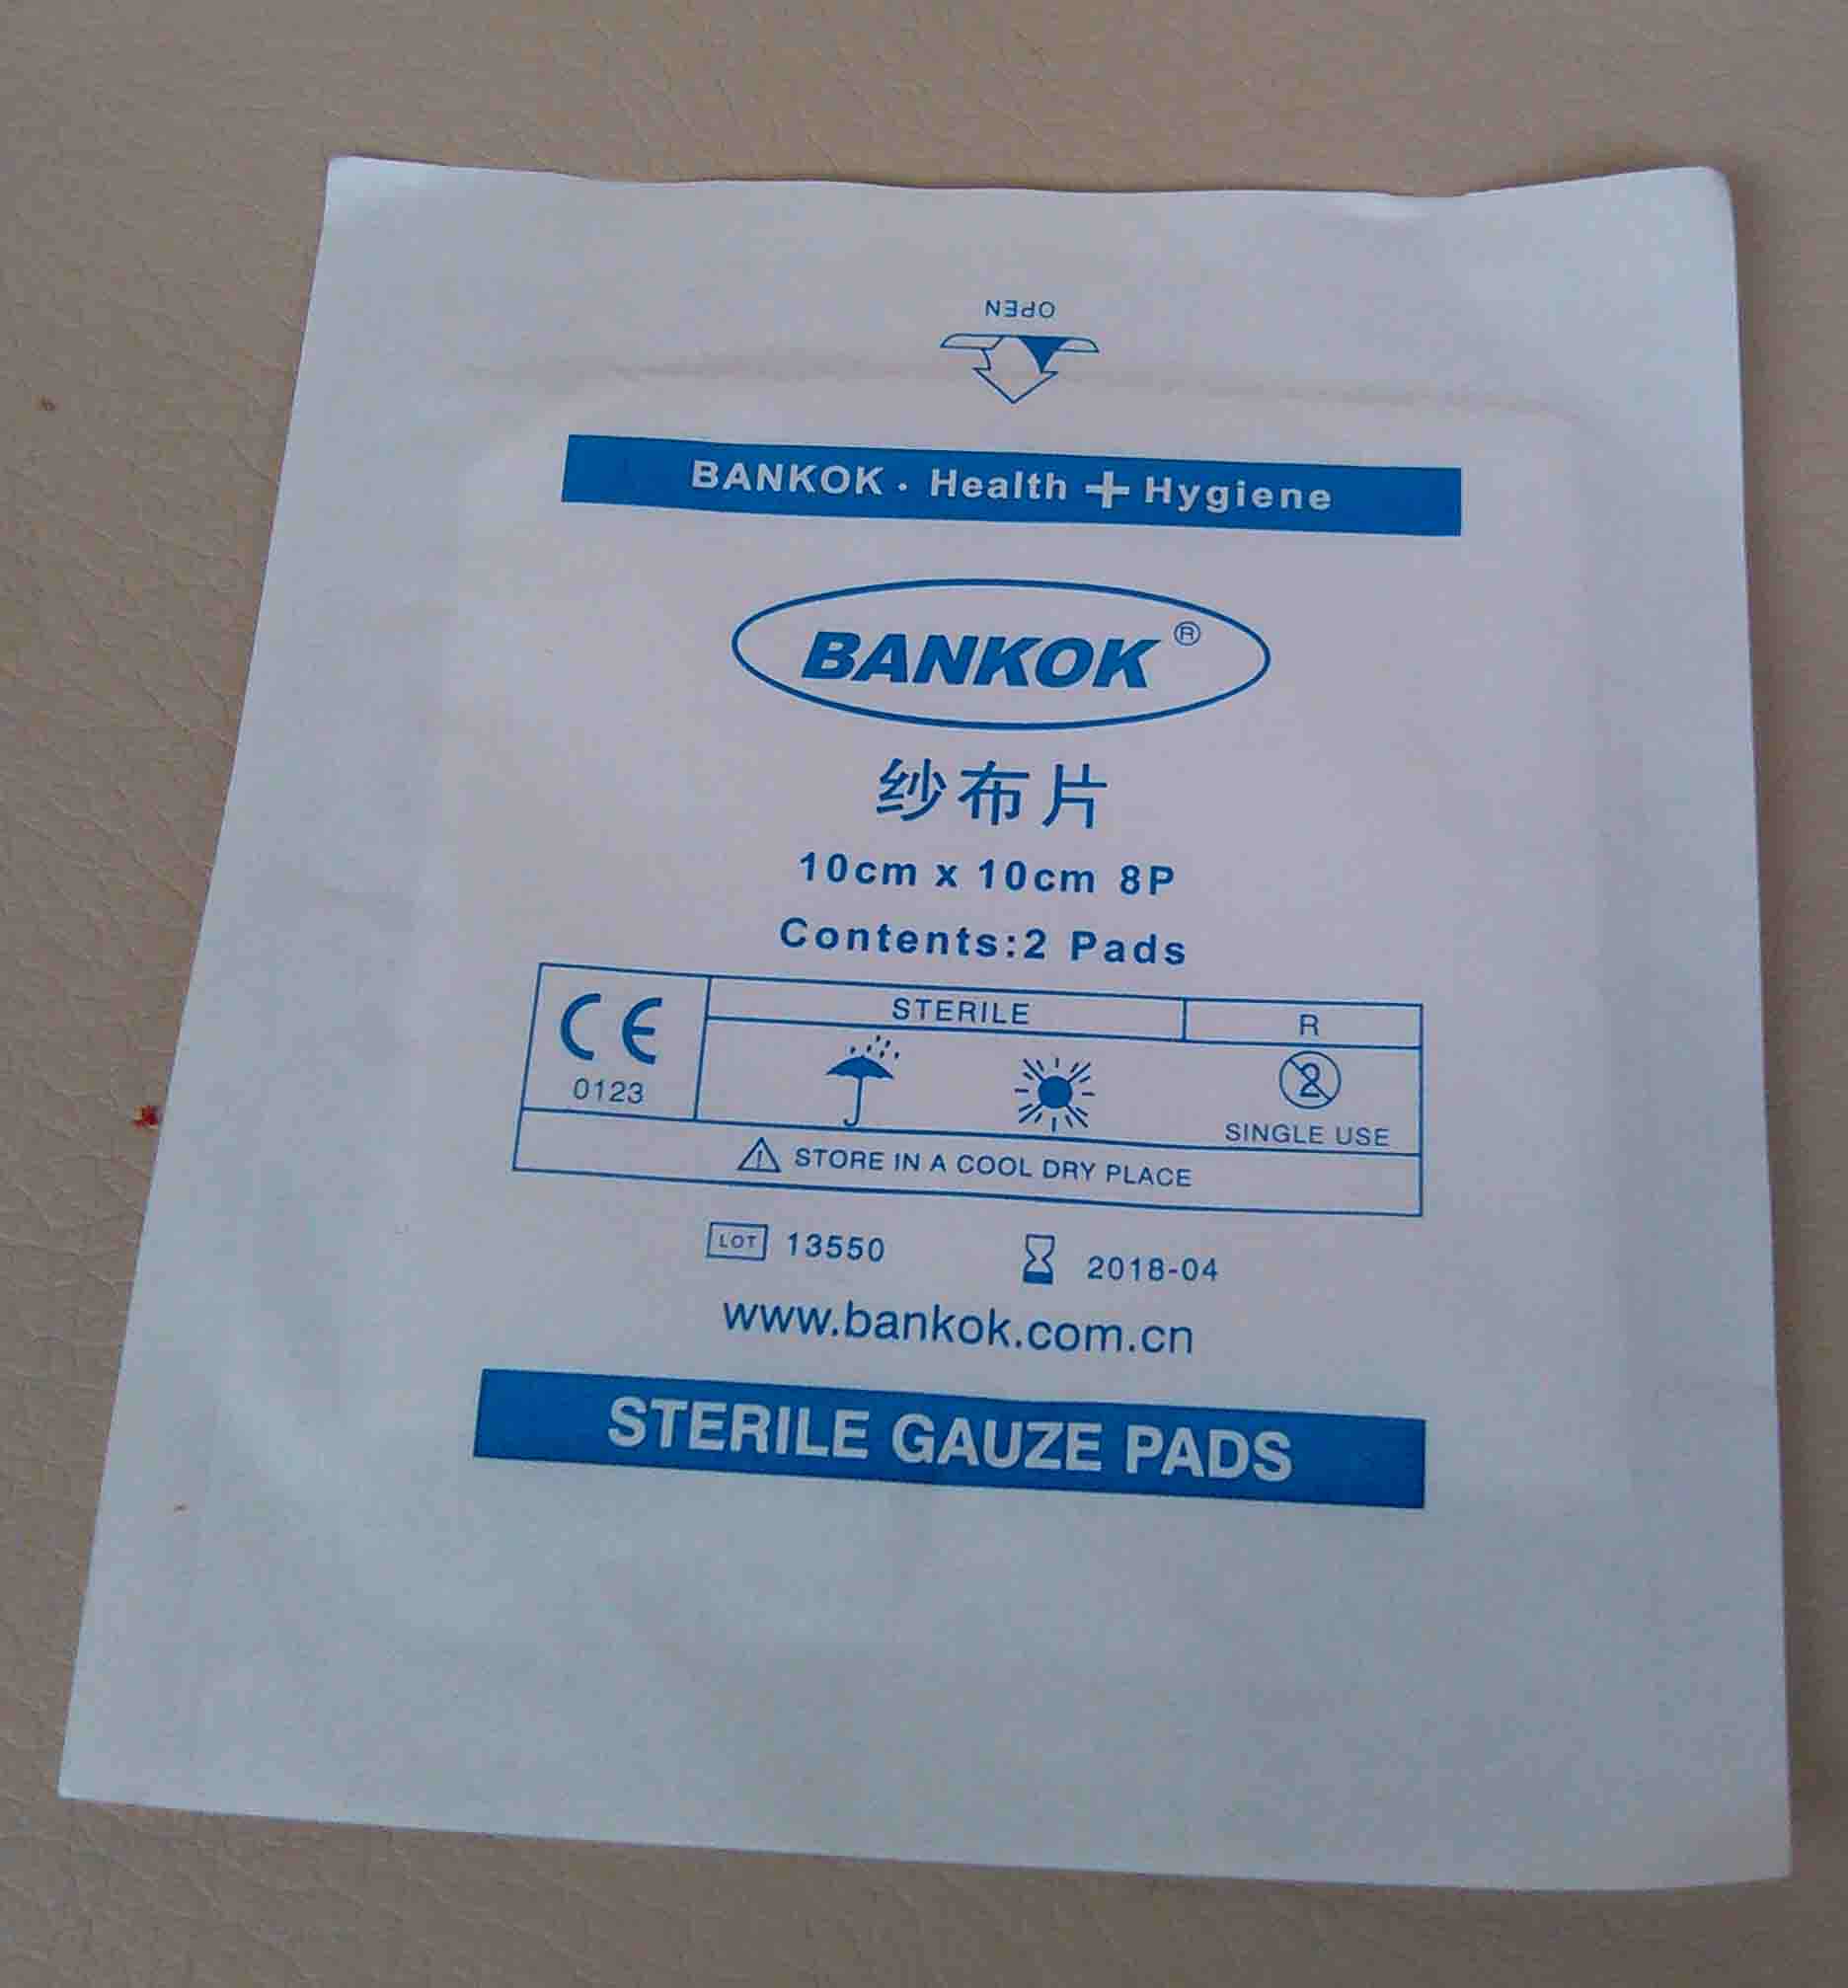 OPEN
BANKOK · Health + Hygiene
BANKOK ®
纱布片
10cm x 10cm 8P
Contents:2 Pads
CE STERILE R
0123
2
SINGLE USE
STORE IN A COOL DRY PLACE
LOT 13550 2018-04
www.bankok.com.cn
STERILE GAUZE PADS